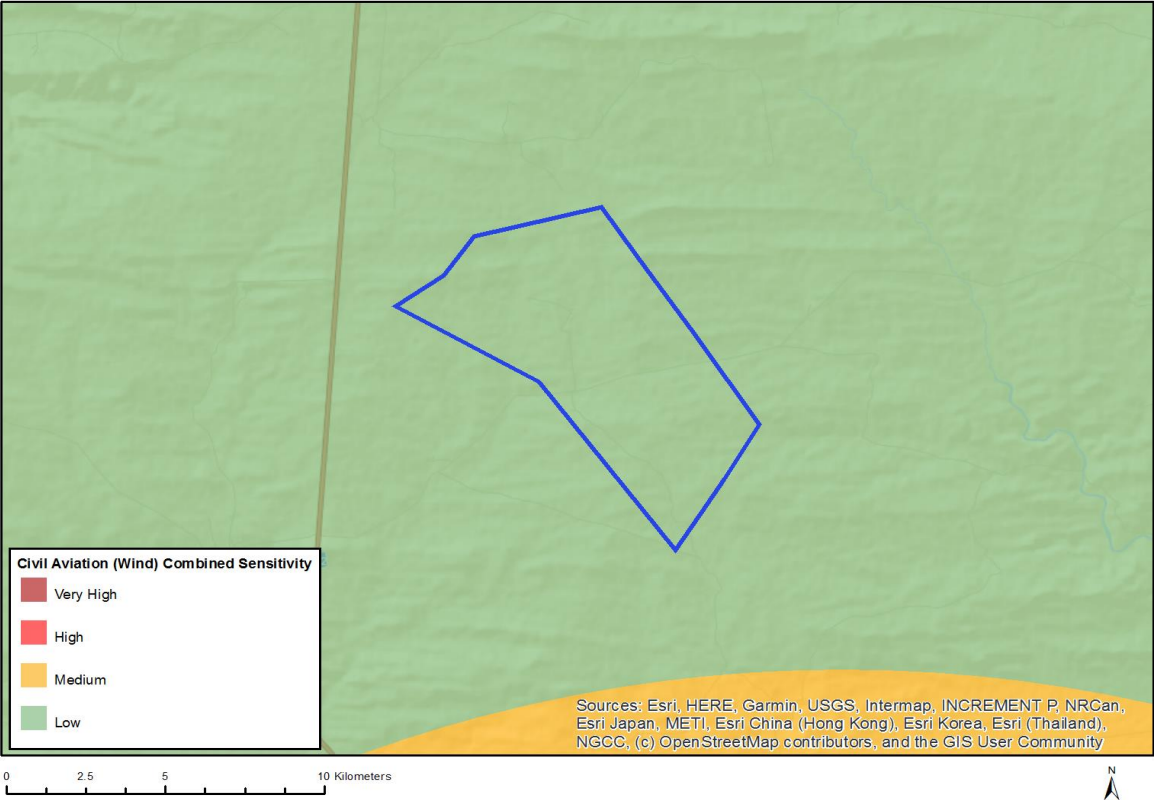 Civil Aviation (Wind) Combined Sensitivity
Very High
High
Medium
Low
Sources: Esri, HERE, Garmin, USGS, Intermap, INCREMENT P, NRCan,
Esri Japan, METI, Esri China (Hong Kong), Esri Korea, Esri (Thailand),
NGCC, (c) OpenStreetMap contributors, and the GIS User Community
0 2.5 5 10 Kilometers
N